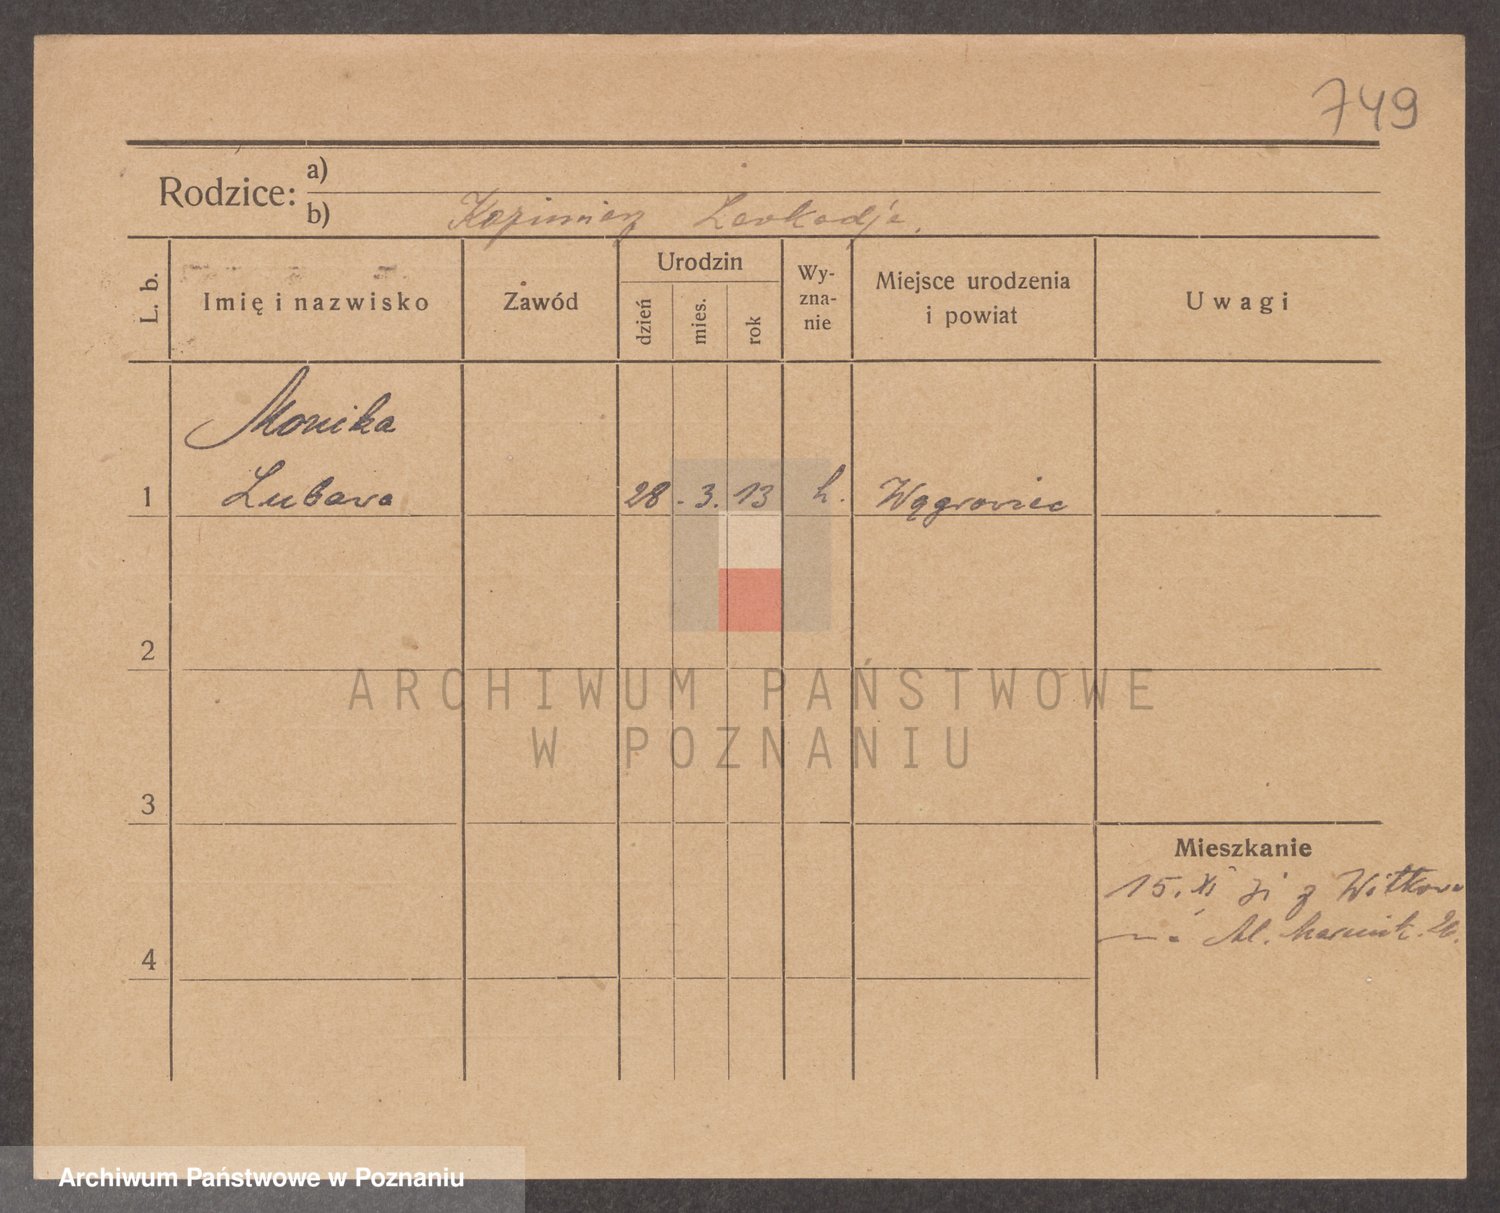 749
Rodzice:
a)
b) Kazimierz Leokadja.
L. b.
Imię i nazwisko
Zawód
Urodzin
dzień
mies.
rok
Wy-
zna-
nie
Miejsce urodzenia
i powiat
Uwagi
Monika
1 Lubawa 28. 3. 13 k. Wągrowiec
2
ARCHIWUM PAŃSTWOWE
W POZNANIU
3
Mieszkanie
15. XI z Witkowa
4
Archiwum Państwowe w Poznaniu